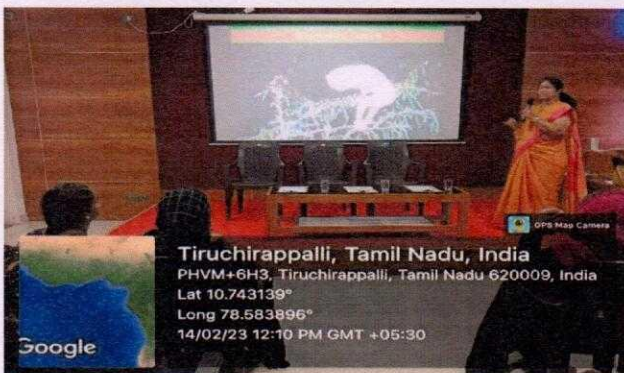 GPS Map Camera
Tiruchirappalli, Tamil Nadu, India
PHVM+6H3, Tiruchirappalli, Tamil Nadu 620009, India
Lat 10.743139°
Long 78.583896°
14/02/23 12:10 PM GMT +05:30
Google